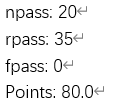 npass: 20↵
rpass: 35↵
fpass: 0↵
Points: 80.0↵